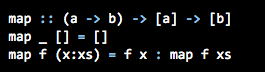 map :: (a -> b) -> [a] -> [b]
map _ [] = []
map f (x:xs) = f x : map f xs